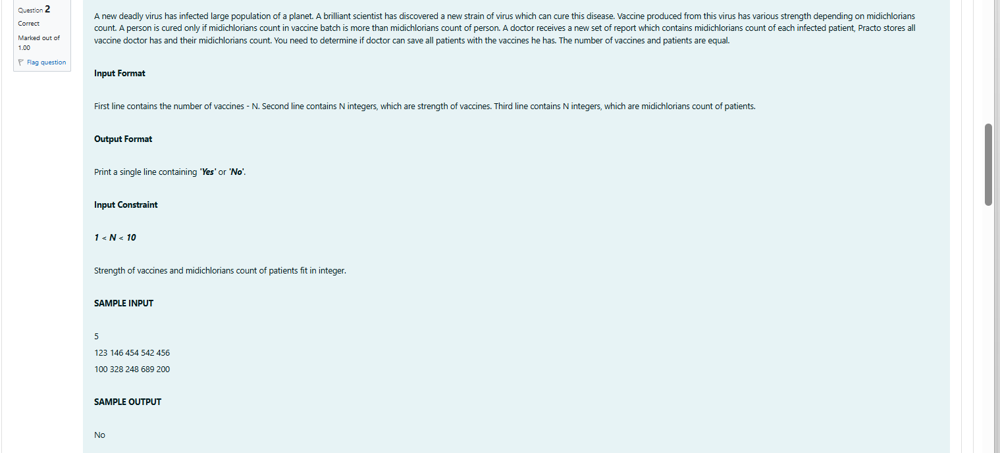 Question 2
Correct
Marked out of
1.00
Flag question
A new deadly virus has infected large population of a planet. A brilliant scientist has discovered a new strain of virus which can cure this disease. Vaccine produced from this virus has various strength depending on midichlorians
count. A person is cured only if midichlorians count in vaccine batch is more than midichlorians count of person. A doctor receives a new set of report which contains midichlorians count of each infected patient, Practo stores all
vaccine doctor has and their midichlorians count. You need to determine if doctor can save all patients with the vaccines he has. The number of vaccines and patients are equal.
Input Format
First line contains the number of vaccines - N. Second line contains N integers, which are strength of vaccines. Third line contains N integers, which are midichlorians count of patients.
Output Format
Print a single line containing 'Yes' or 'No'.
Input Constraint
1 < N < 10
Strength of vaccines and midichlorians count of patients fit in integer.
SAMPLE INPUT
5
123 146 454 542 456
100 328 248 689 200
SAMPLE OUTPUT
No